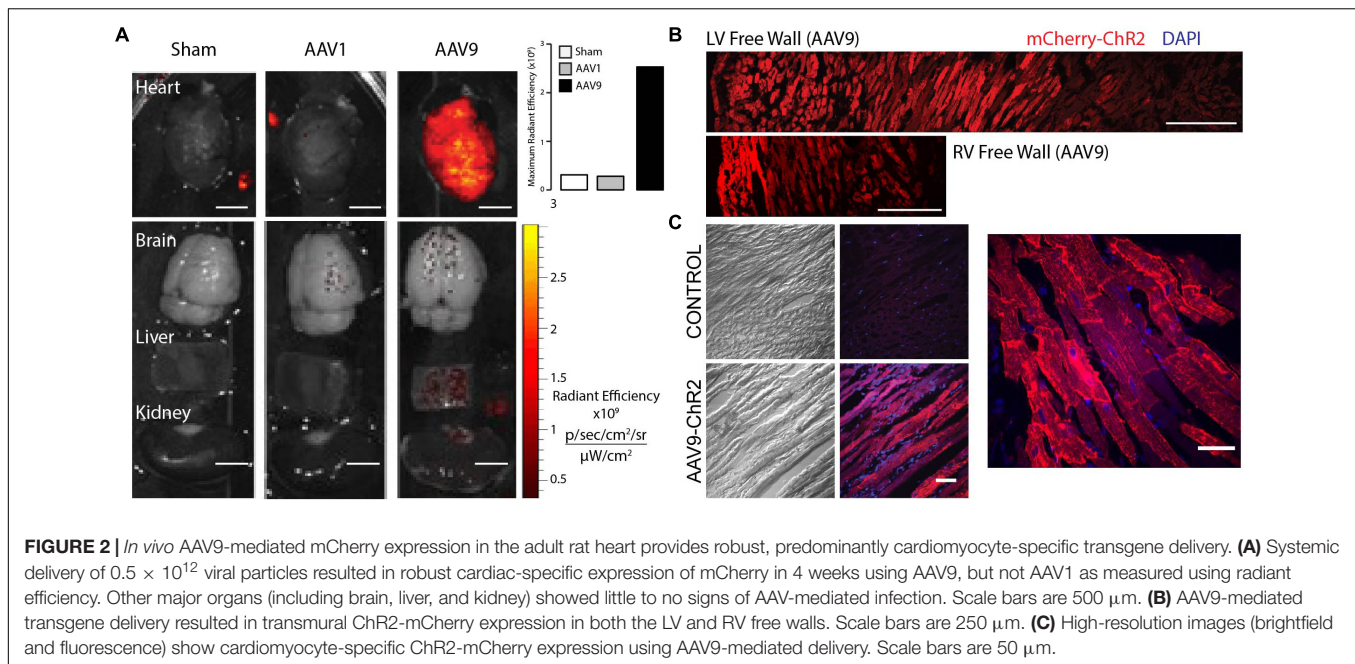 A
Sham
AAV1
AAV9
Heart
Maximum Radiant Efficiency (x10⁹)
3
2
1
0
Sham
AAV1
AAV9
3
Brain
Liver
Kidney
2.5
2
1.5
1
0.5
Radiant Efficiency
x10⁹
p/sec/cm²/sr
µW/cm²
B
LV Free Wall (AAV9)
mCherry-ChR2 DAPI
RV Free Wall (AAV9)
C
CONTROL
AAV9-ChR2
FIGURE 2 | In vivo AAV9-mediated mCherry expression in the adult rat heart provides robust, predominantly cardiomyocyte-specific transgene delivery. (A) Systemic
delivery of 0.5 × 10¹² viral particles resulted in robust cardiac-specific expression of mCherry in 4 weeks using AAV9, but not AAV1 as measured using radiant
efficiency. Other major organs (including brain, liver, and kidney) showed little to no signs of AAV-mediated infection. Scale bars are 500 µm. (B) AAV9-mediated
transgene delivery resulted in transmural ChR2-mCherry expression in both the LV and RV free walls. Scale bars are 250 µm. (C) High-resolution images (brightfield
and fluorescence) show cardiomyocyte-specific ChR2-mCherry expression using AAV9-mediated delivery. Scale bars are 50 µm.